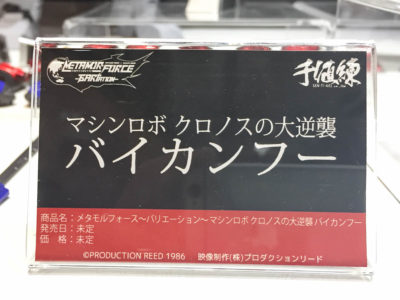 METAMOR FORCE
-BARIATION-
千値練
SEN-TI-NEL co.,ltd.
マシンロボ クロノスの大逆襲
バイカンフー
商品名：メタモルフォース～バリエーション～ マシンロボ クロノスの大逆襲 バイカンフー
発売日：未定
価　格：未定
©PRODUCTION REED 1986　映像制作(株)プロダクションリード